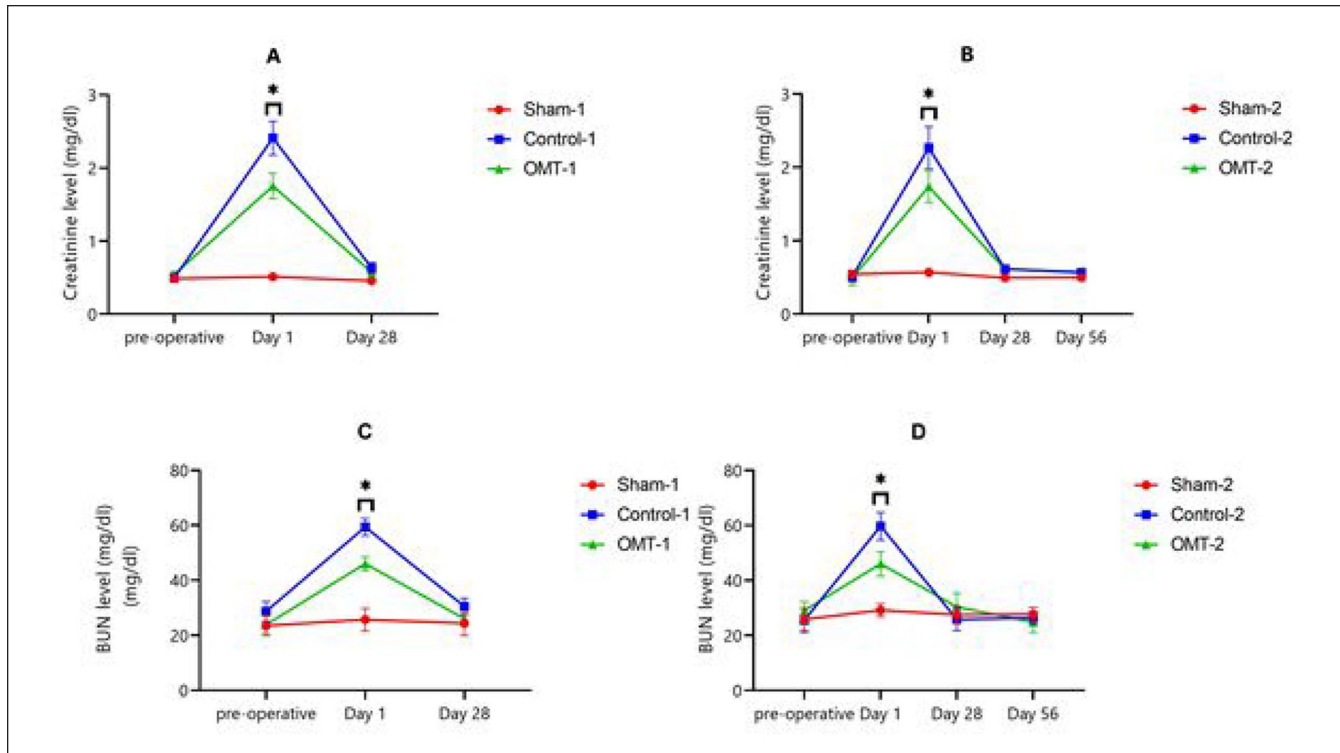 A
*
Creatinine level (mg/dl)
3
2
1
0
pre-operative Day 1 Day 28
Sham-1
Control-1
OMT-1
B
*
Creatinine level (mg/dl)
3
2
1
0
pre-operative Day 1 Day 28 Day 56
Sham-2
Control-2
OMT-2
C
*
BUN level (mg/dl)
(mg/dl)
80
60
40
20
0
pre-operative Day 1 Day 28
Sham-1
Control-1
OMT-1
D
*
BUN level (mg/dl)
80
60
40
20
0
pre-operative Day 1 Day 28 Day 56
Sham-2
Control-2
OMT-2